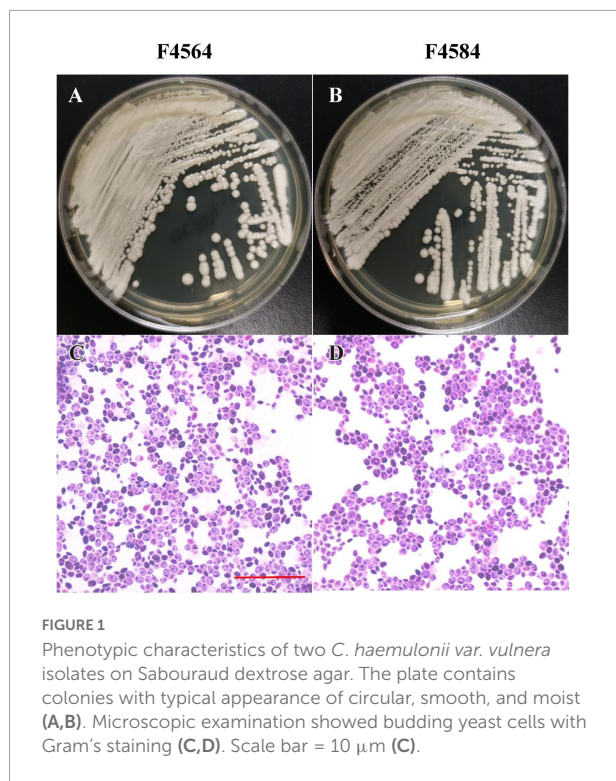 F4564 F4584
A B
C D
FIGURE 1
Phenotypic characteristics of two C. haemulonii var. vulnera
isolates on Sabouraud dextrose agar. The plate contains
colonies with typical appearance of circular, smooth, and moist
(A,B). Microscopic examination showed budding yeast cells with
Gram's staining (C,D). Scale bar = 10 μm (C).